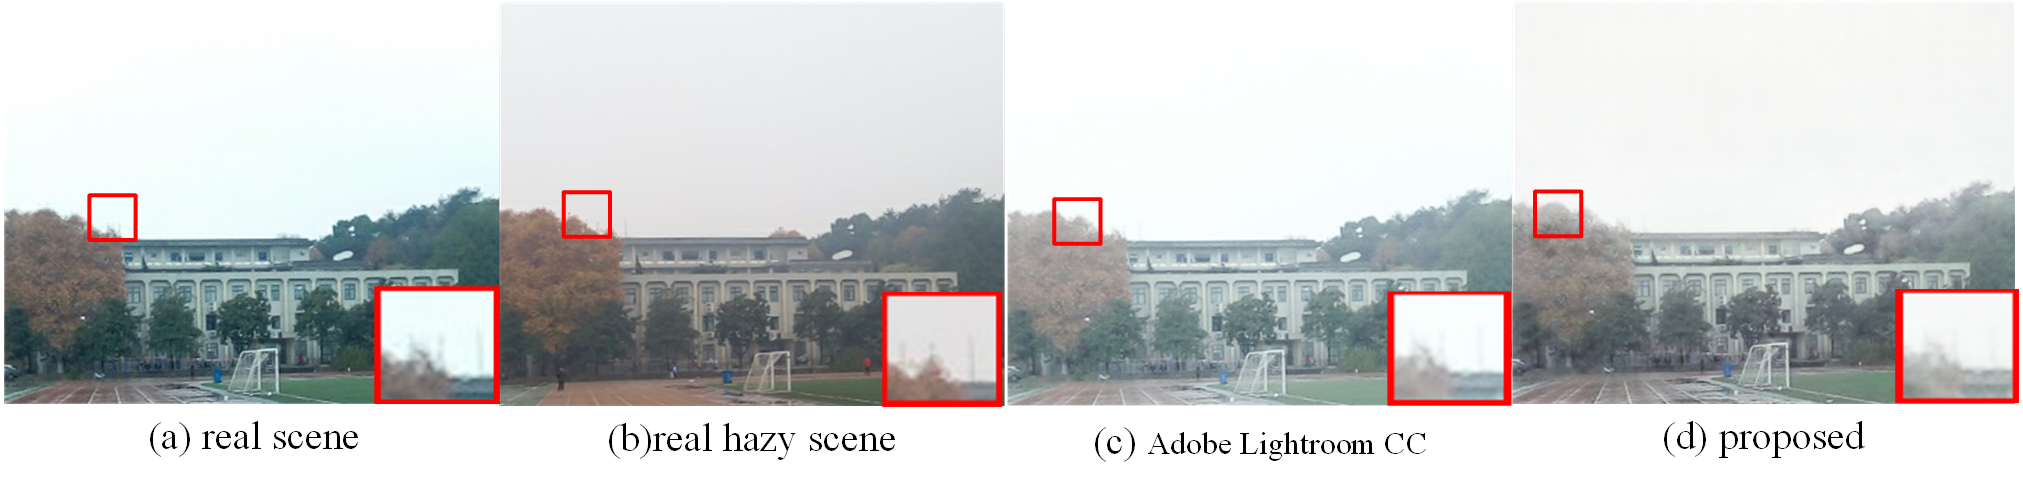 (a) real scene
(b)real hazy scene
(c) Adobe Lightroom CC
(d) proposed